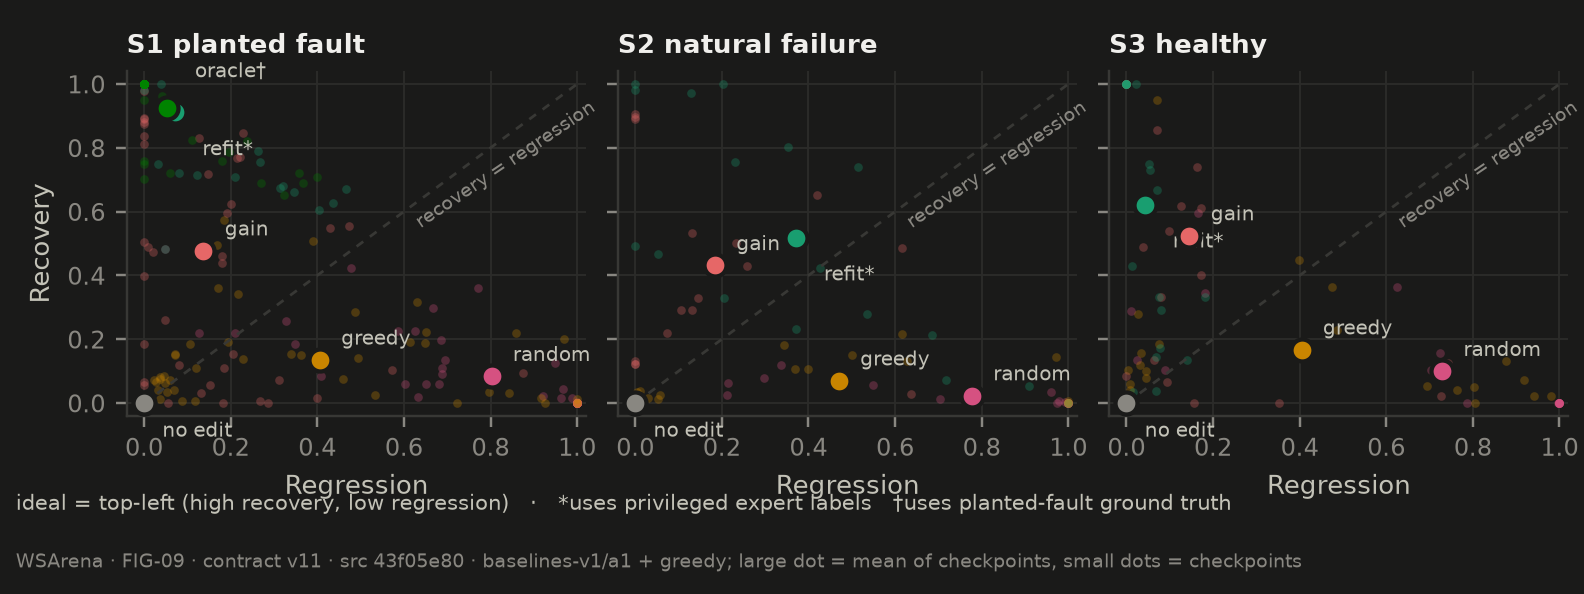 S1 planted fault
S2 natural failure
S3 healthy
oracle†
refit*
gain
greedy
random
no edit
recovery = regression
gain
refit*
greedy
random
no edit
recovery = regression
gain
greedy
random
no edit
recovery = regression
Recovery
1.0
0.8
0.6
0.4
0.2
0.0
0.0 0.2 0.4 0.6 0.8 1.0
0.0 0.2 0.4 0.6 0.8 1.0
0.0 0.2 0.4 0.6 0.8 1.0
Regression
Regression
Regression
ideal = top-left (high recovery, low regression) · *uses privileged expert labels †uses planted-fault ground truth
WSArena · FIG-09 · contract v11 · src 43f05e80 · baselines-v1/a1 + greedy; large dot = mean of checkpoints, small dots = checkpoints